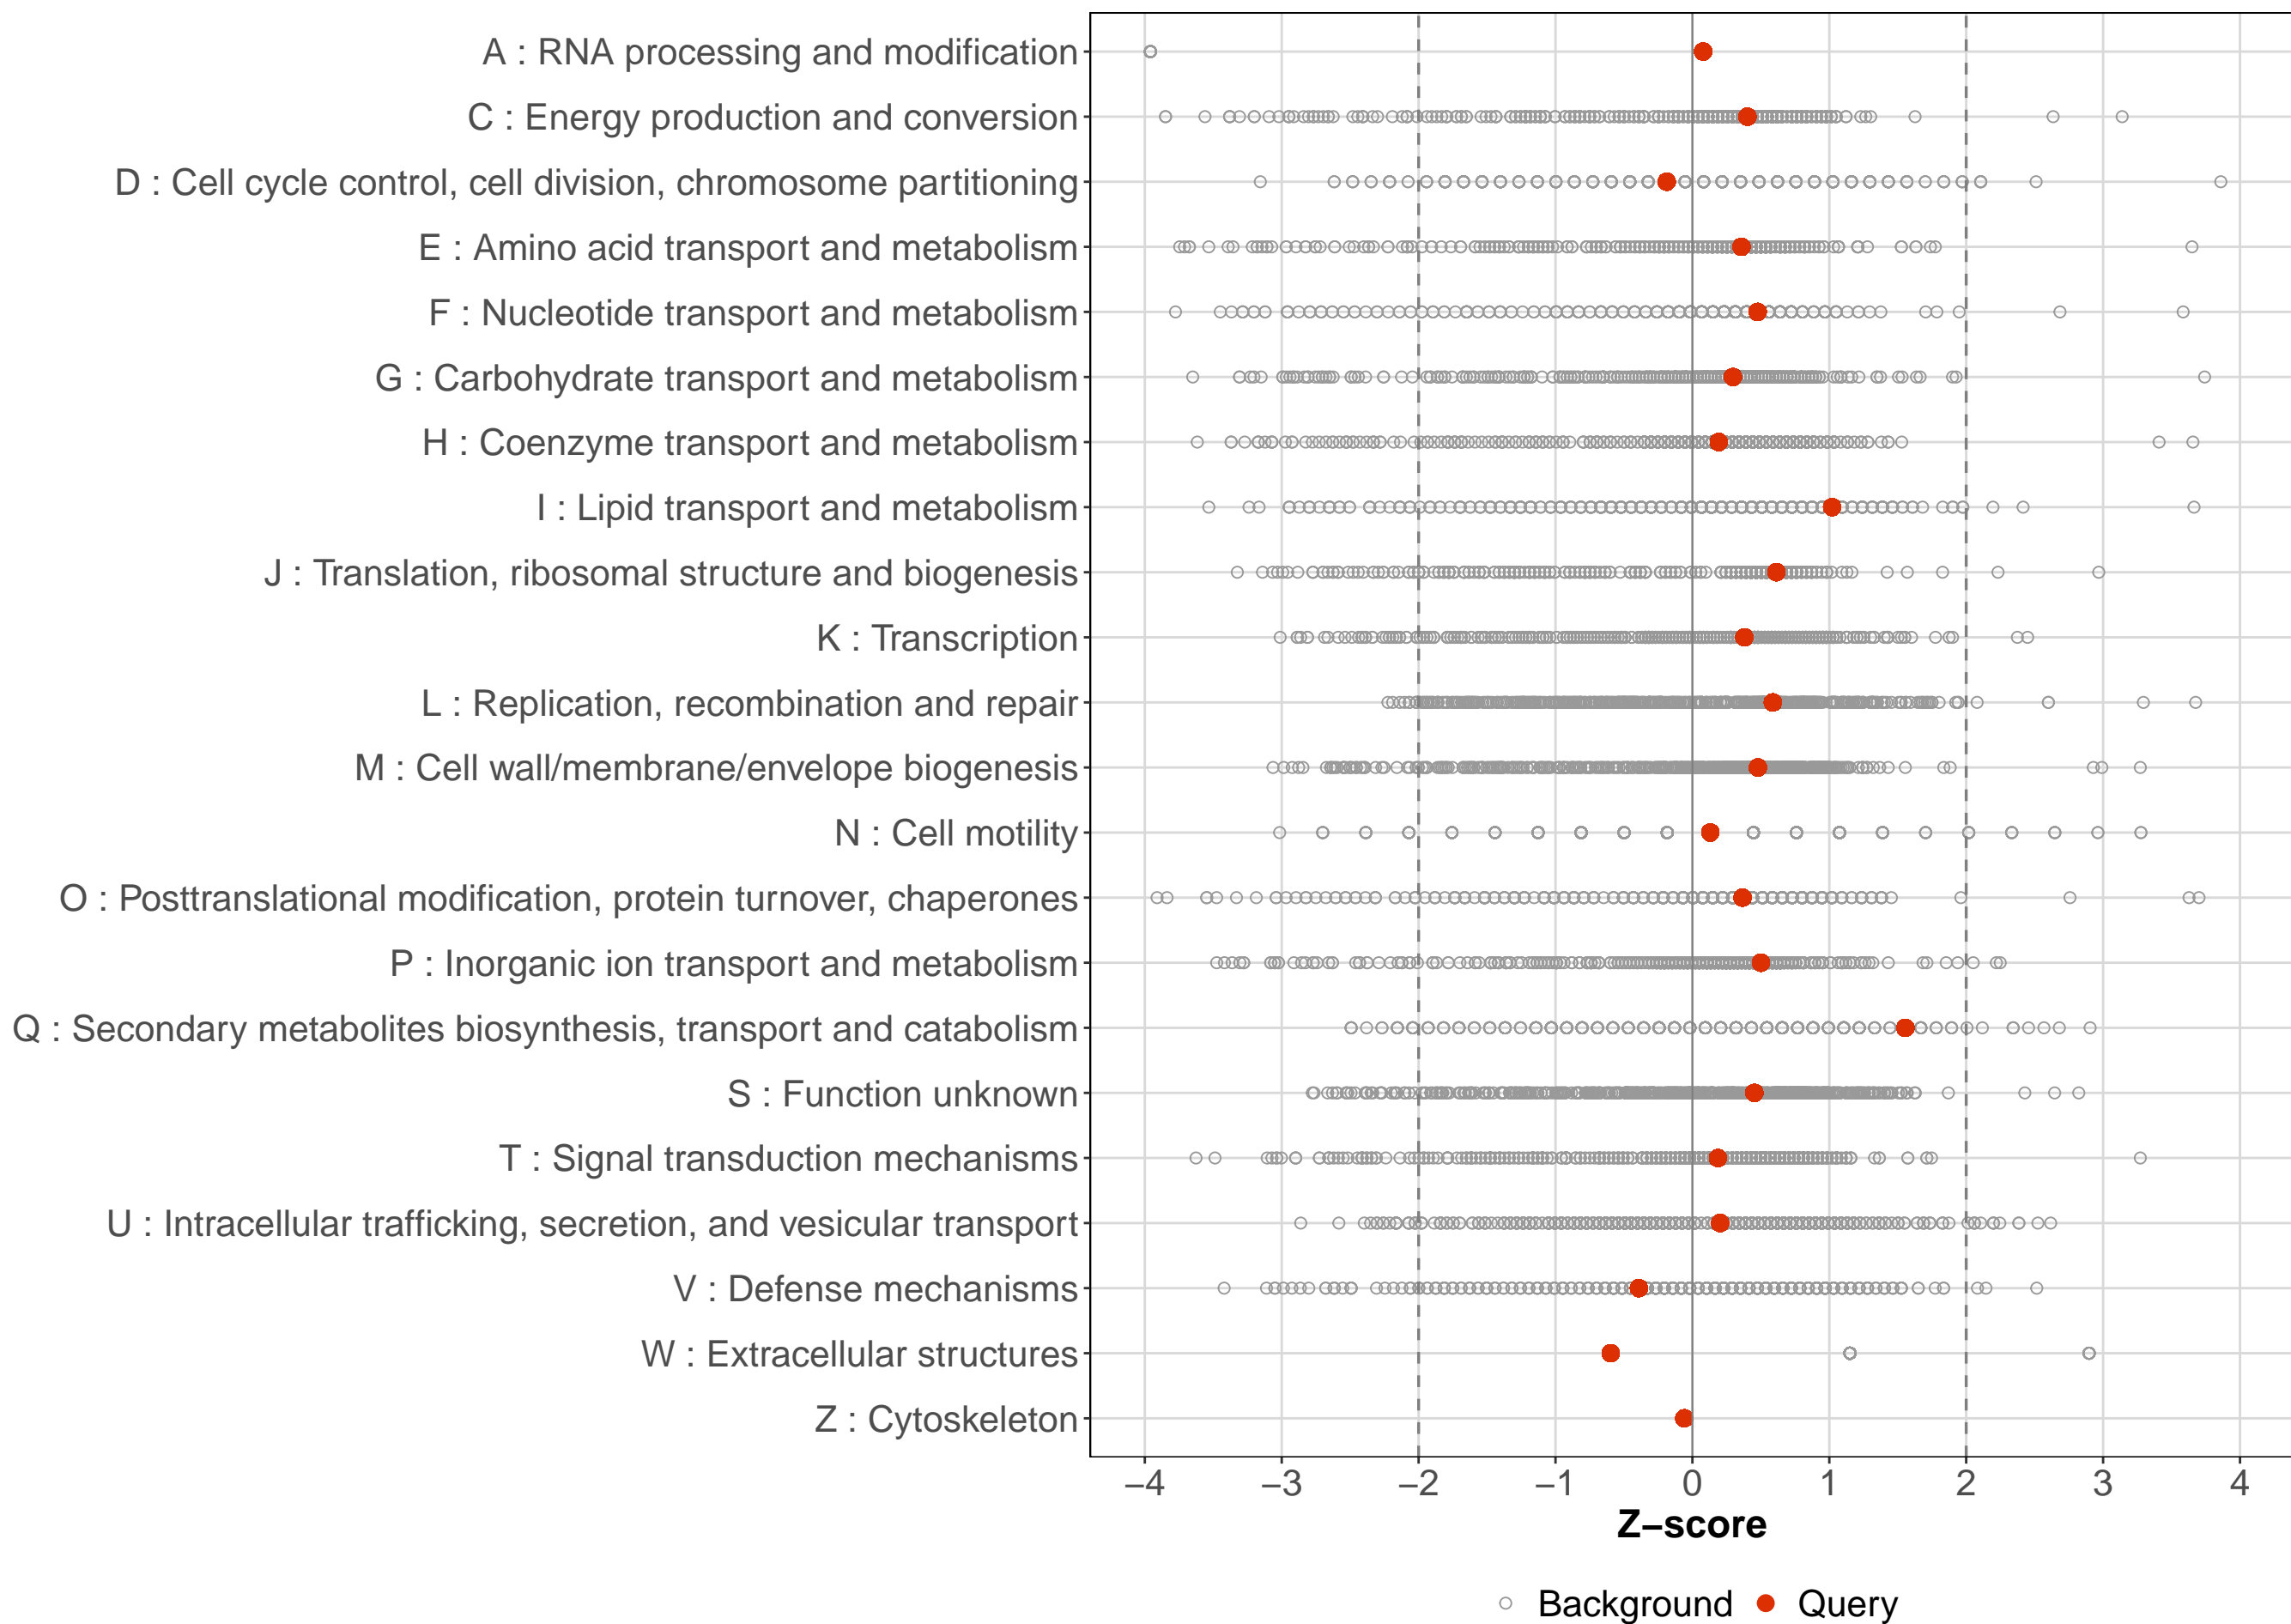 A : RNA processing and modification
C : Energy production and conversion
D : Cell cycle control, cell division, chromosome partitioning
E : Amino acid transport and metabolism
F : Nucleotide transport and metabolism
G : Carbohydrate transport and metabolism
H : Coenzyme transport and metabolism
I : Lipid transport and metabolism
J : Translation, ribosomal structure and biogenesis
K : Transcription
L : Replication, recombination and repair
M : Cell wall/membrane/envelope biogenesis
N : Cell motility
O : Posttranslational modification, protein turnover, chaperones
P : Inorganic ion transport and metabolism
Q : Secondary metabolites biosynthesis, transport and catabolism
S : Function unknown
T : Signal transduction mechanisms
U : Intracellular trafficking, secretion, and vesicular transport
V : Defense mechanisms
W : Extracellular structures
Z : Cytoskeleton
−4 −3 −2 −1 0 1 2 3 4
Z−score
Background Query